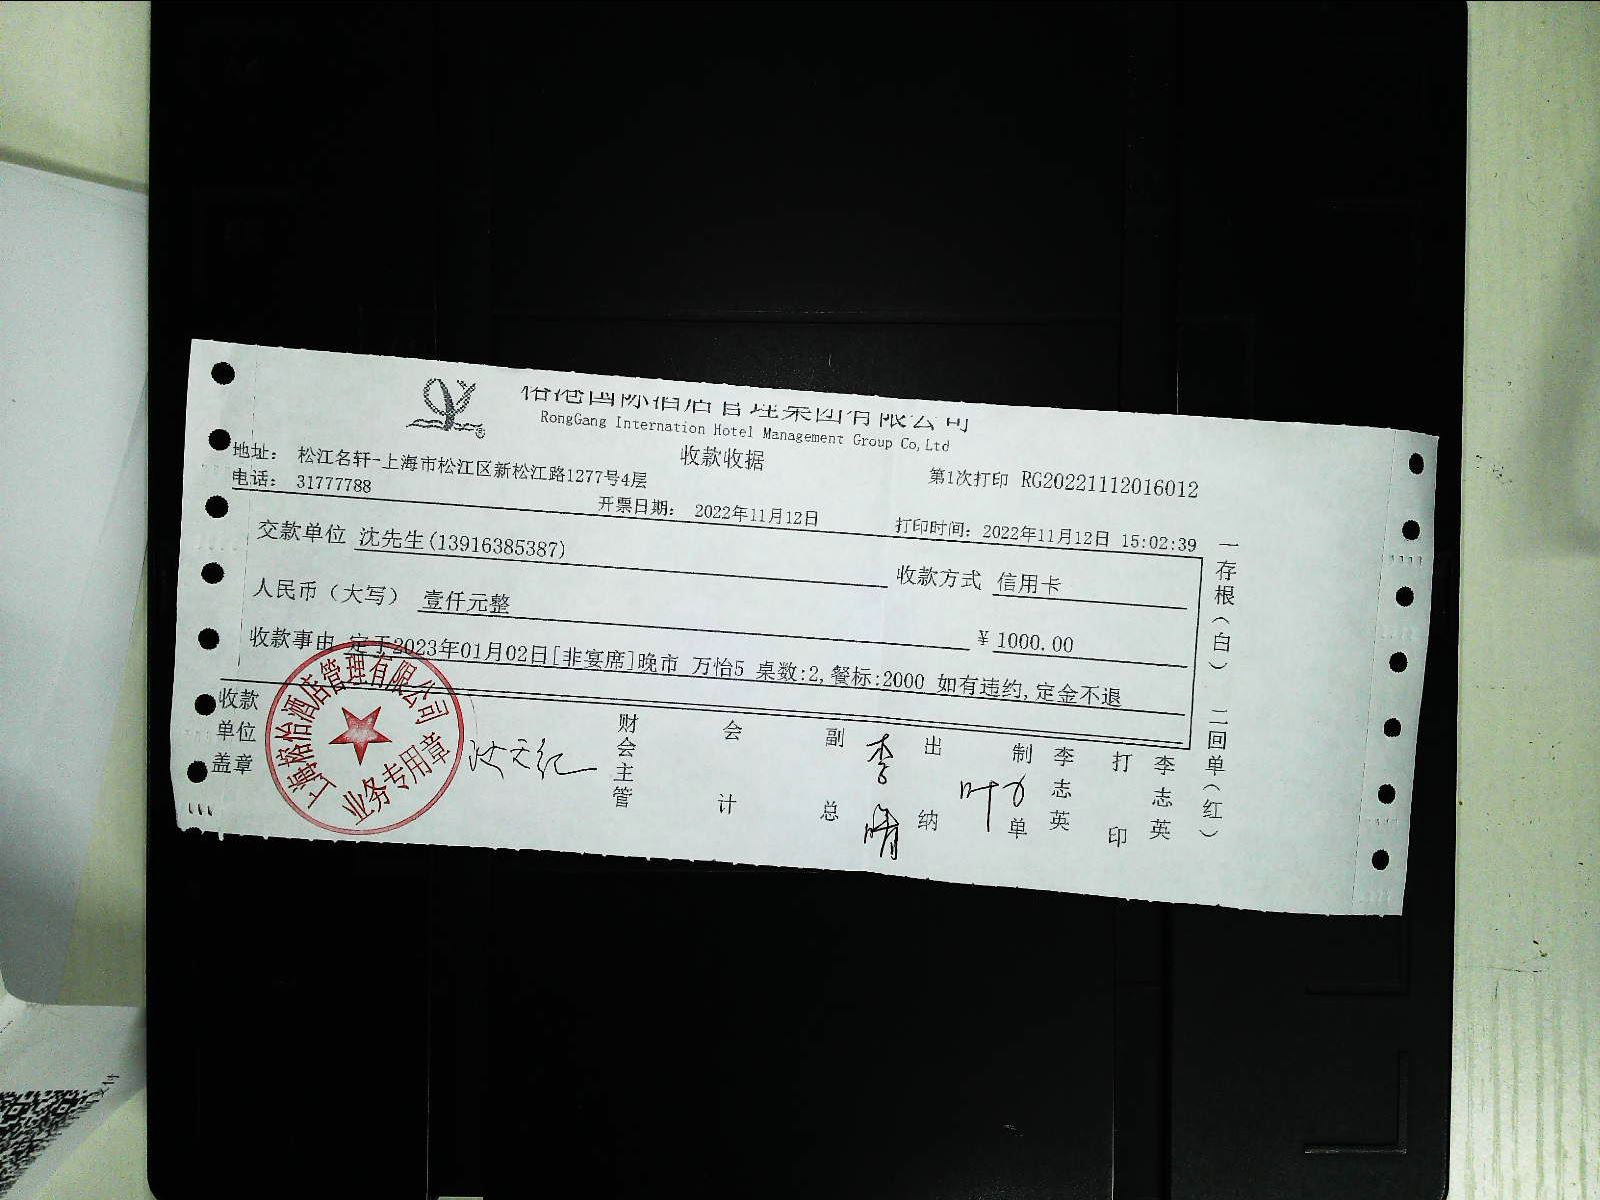 裕港国际酒店管理集团有限公司
RongGang Internation Hotel Management Group Co,Ltd
收款收据
地址： 松江名轩-上海市松江区新松江路1277号4层
第1次打印 RG20221112016012
电话： 31777788
开票日期： 2022年11月12日
打印时间：2022年11月12日 15:02:39
交款单位 沈先生(13916385387)
收款方式 信用卡
人民币（大写） 壹仟元整
￥ 1000.00
收款事由 定于2023年01月02日[非宴席]晚市 万怡5 桌数:2,餐标:2000 如有违约,定金不退
收款单位盖章
上海裕怡酒店管理有限公司
业务专用章
财会主管
会计
副总
李晴
出纳
制单
李志英
打印
李志英
一存根（白） 二回单（红）